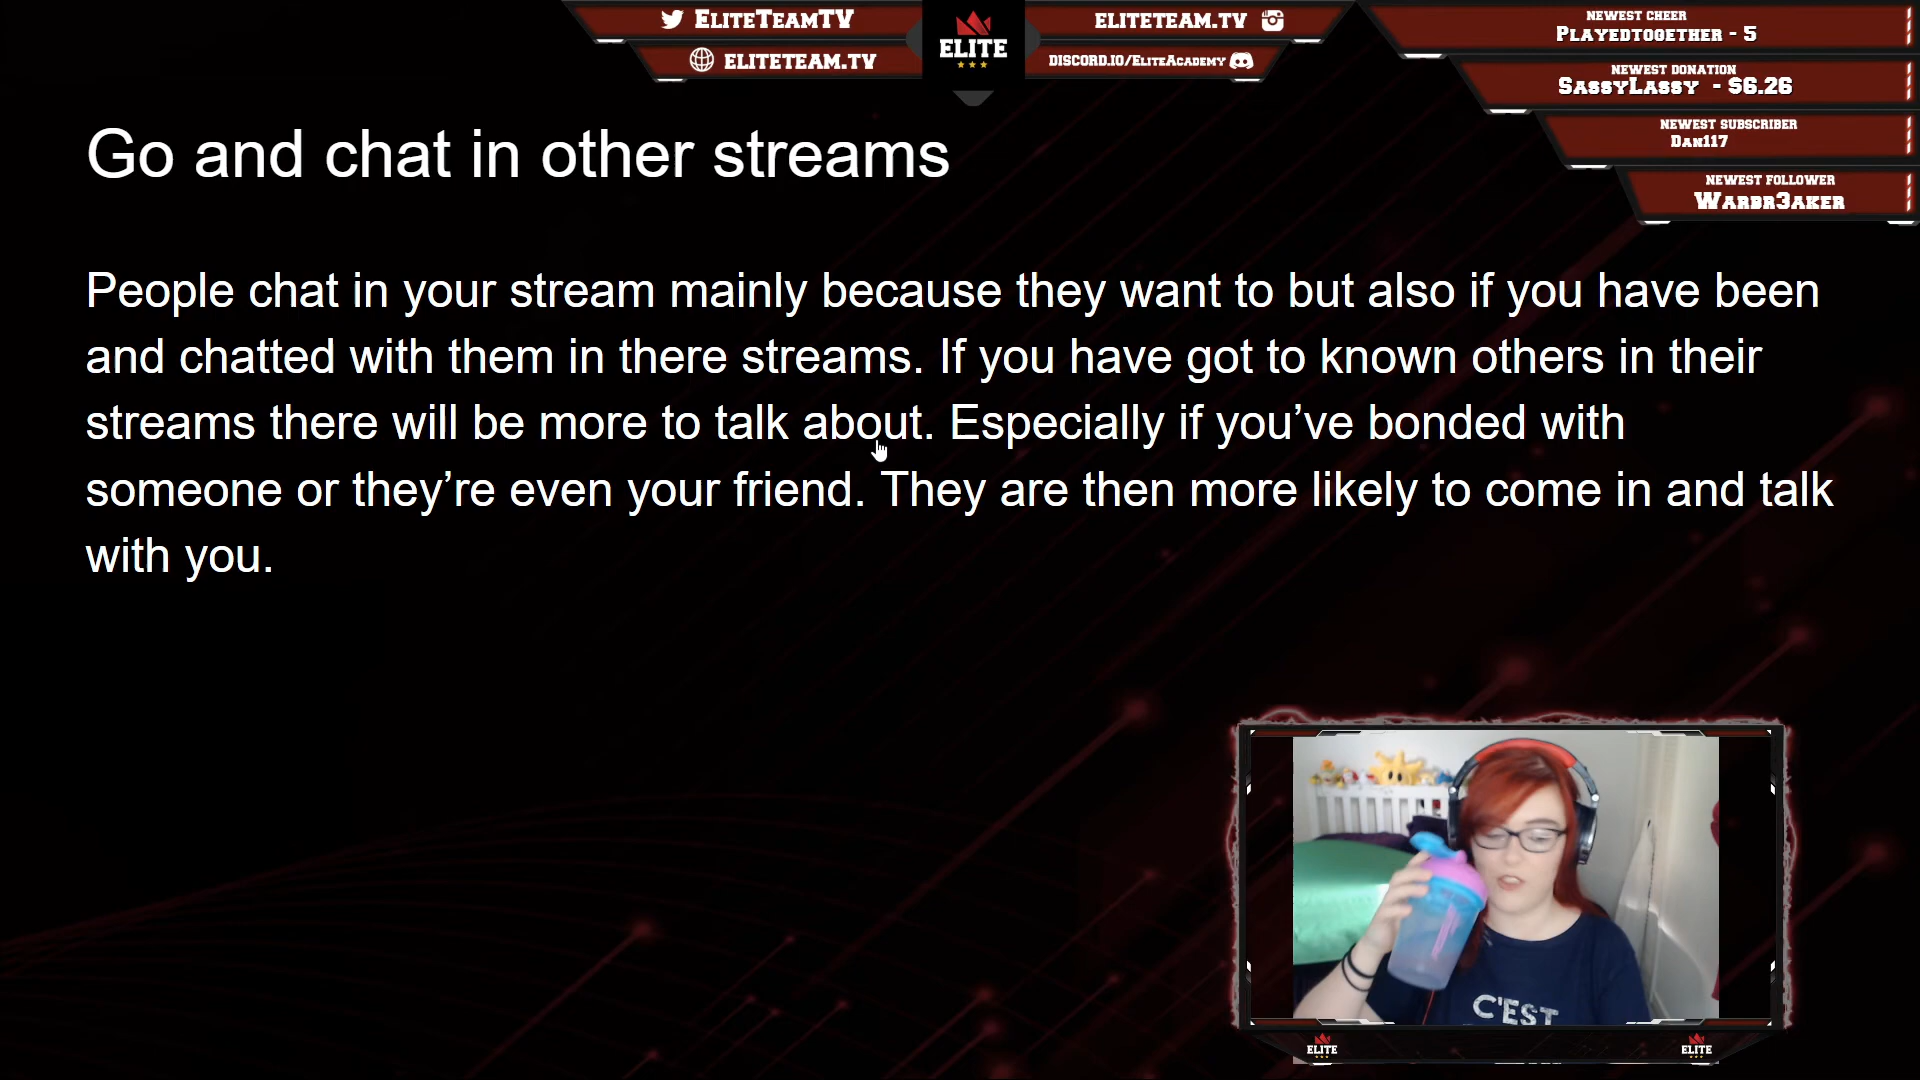 EliteTeamTV
eliteteam.tv
ELITE
eliteteam.tv
discord.io/EliteAcademy
Newest Cheer
Playedtogether - 5
Newest Donation
SassyLassy - $6.26
Newest Subscriber
Dan117
Newest Follower
Warbr3aker
Go and chat in other streams
People chat in your stream mainly because they want to but also if you have been
and chatted with them in there streams. If you have got to known others in their
streams there will be more to talk about. Especially if you’ve bonded with
someone or they’re even your friend. They are then more likely to come in and talk
with you.
C'EST
ELITE
ELITE